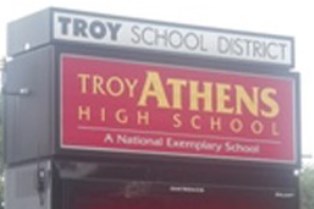 TROY SCHOOL DISTRICT
TROY ATHENS
HIGH SCHOOL
A National Exemplary School